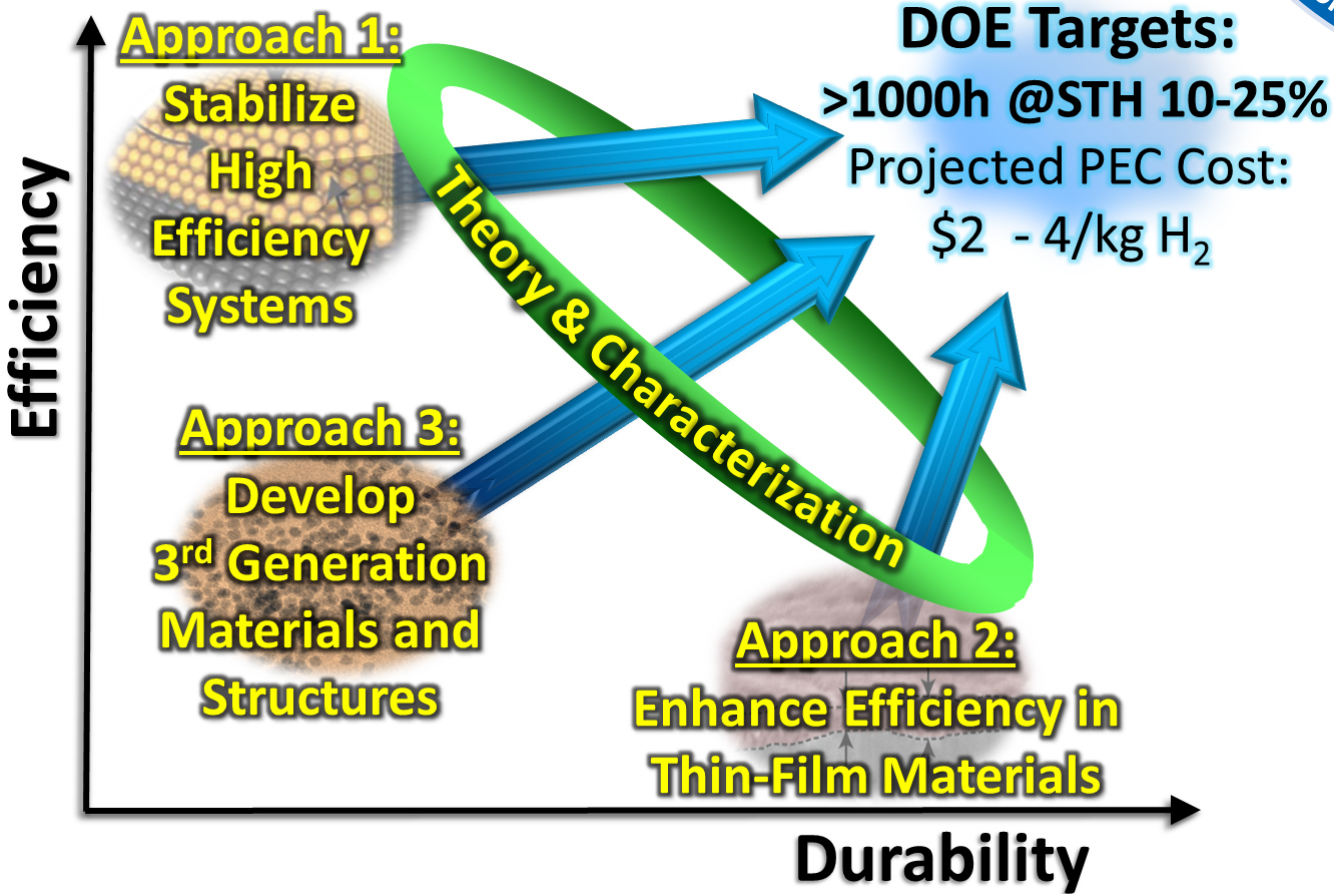 Approach 1:
Stabilize
High
Efficiency
Systems
DOE Targets:
>1000h @STH 10-25%
Projected PEC Cost:
$2 - 4/kg H₂
Theory & Characterization
Efficiency
Approach 3:
Develop
3rd Generation
Materials and
Structures
Approach 2:
Enhance Efficiency in
Thin-Film Materials
Durability